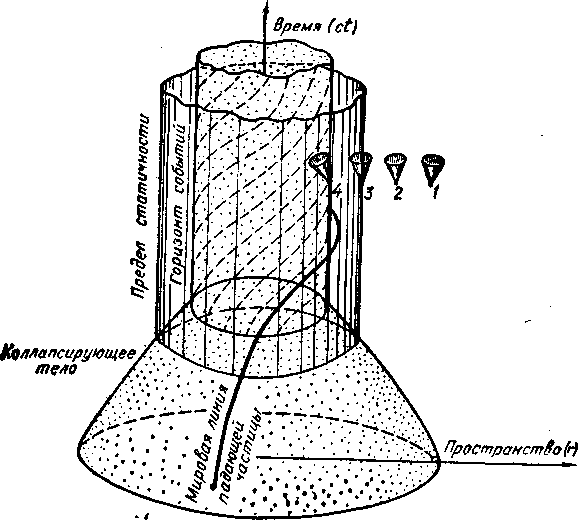 Время (ct)
Предел статичности
Горизонт событий
4 3 2 1
Коллапсирующее
тело
Мировая линия
падающей
частицы
Пространство(r)